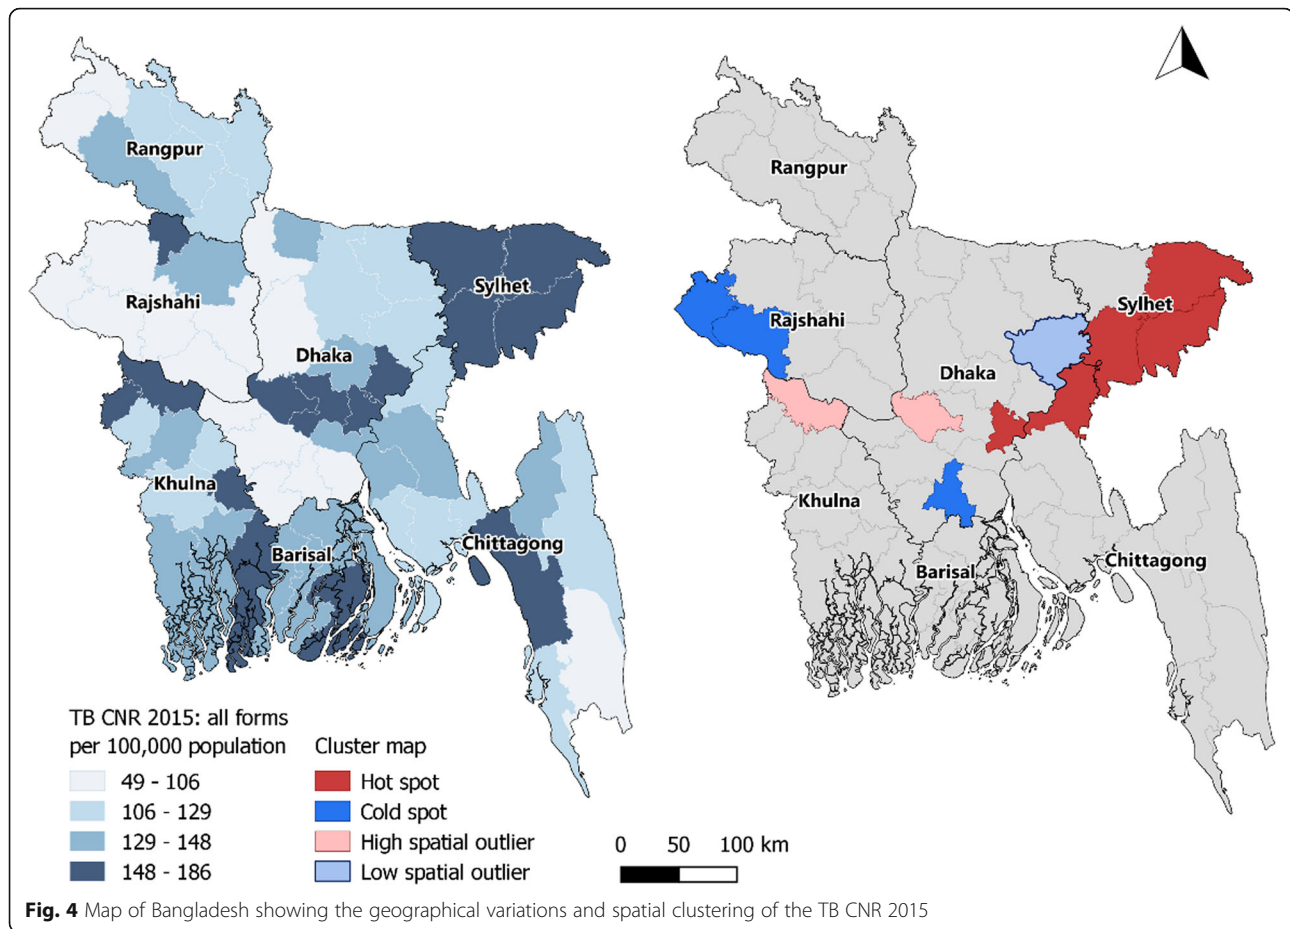 Rangpur
Rajshahi
Sylhet
Dhaka
Khulna
Barisal
Chittagong
TB CNR 2015: all forms
per 100,000 population
49 - 106
106 - 129
129 - 148
148 - 186
Cluster map
Hot spot
Cold spot
High spatial outlier
Low spatial outlier
Rangpur
Rajshahi
Sylhet
Dhaka
Khulna
Barisal
Chittagong
0 50 100 km
Fig. 4 Map of Bangladesh showing the geographical variations and spatial clustering of the TB CNR 2015